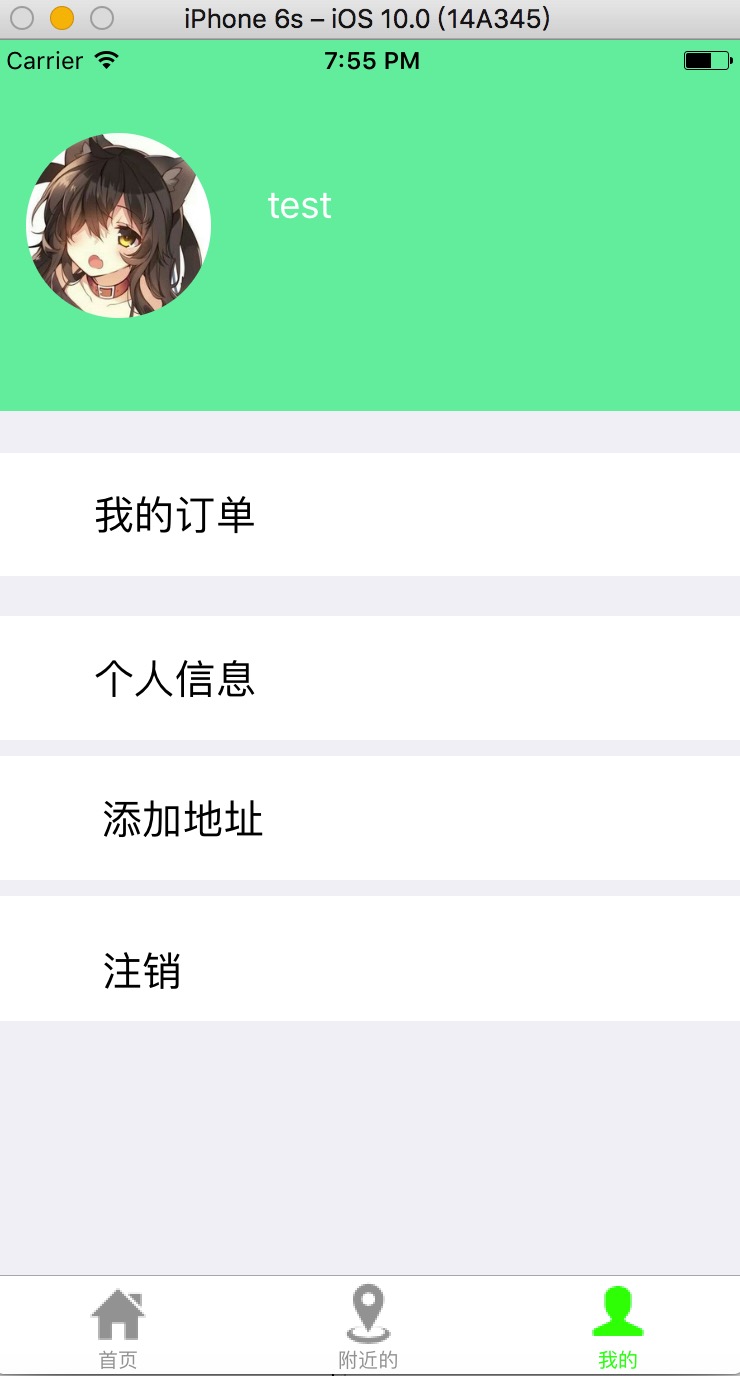 iPhone 6s – iOS 10.0 (14A345)
Carrier 7:55 PM
test
我的订单
个人信息
添加地址
注销
首页 附近的 我的